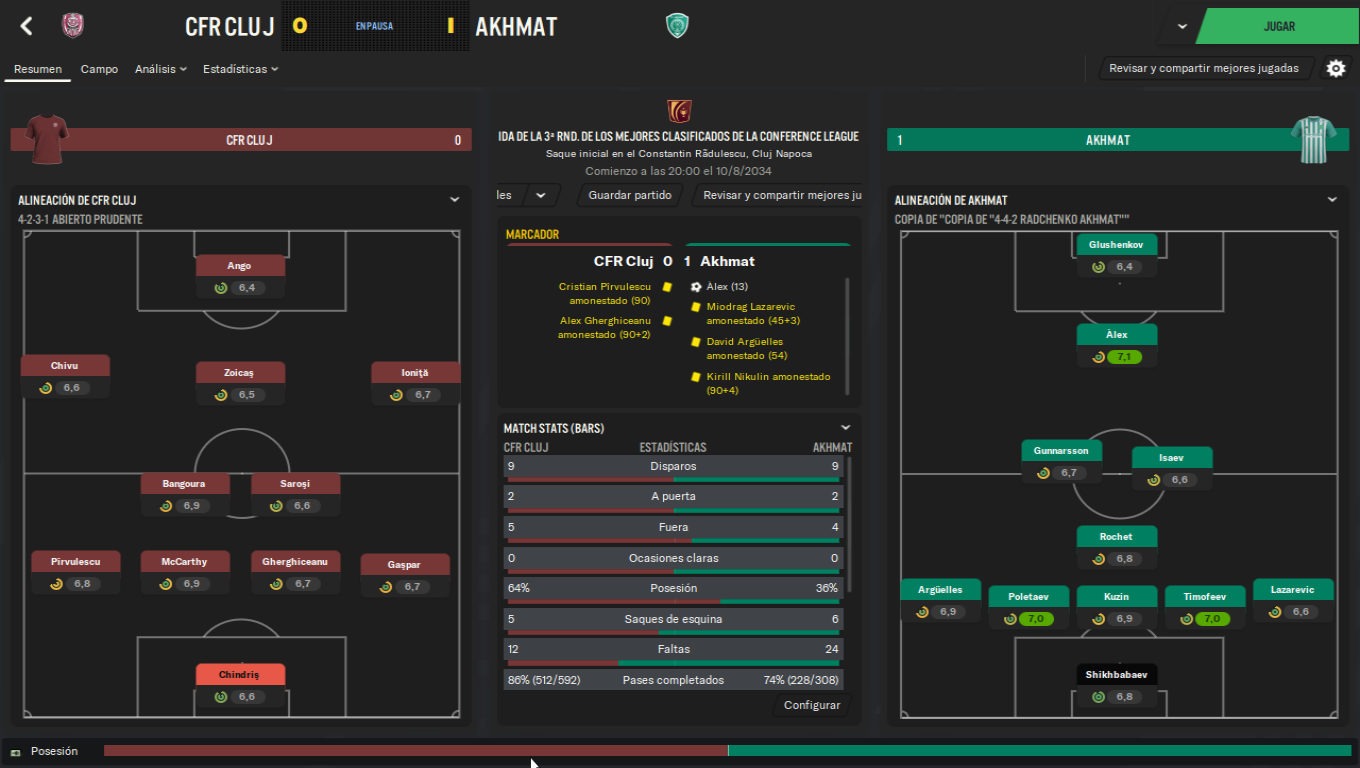 CFR CLUJ 0 EN PAUSA 1 AKHMAT
JUGAR
Resumen Campo Análisis Estadísticas
Revisar y compartir mejores jugadas
CFR CLUJ 0
ALINEACIÓN DE CFR CLUJ
4-2-3-1 ABIERTO PRUDENTE
Ango
6,4
Chivu
6,6
Zoicaş
6,5
Ioniţă
6,7
Bangoura
6,9
Saroşi
6,6
Pîrvulescu
6,8
McCarthy
6,9
Gherghiceanu
6,7
Gaşpar
6,7
Chindriş
6,6
IDA DE LA 3ª RND. DE LOS MEJORES CLASIFICADOS DE LA CONFERENCE LEAGUE
Saque inicial en el Constantin Rădulescu, Cluj Napoca
Comienzo a las 20:00 el 10/8/2034
les
Guardar partido
Revisar y compartir mejores ju
MARCADOR
CFR Cluj 0 1 Akhmat
Cristian Pîrvulescu
amonestado (90)
Alex Gherghiceanu
amonestado (90+2)
Àlex (13)
Miodrag Lazarevic
amonestado (45+3)
David Argüelles
amonestado (54)
Kirill Nikulin amonestado
(90+4)
MATCH STATS (BARS)
CFR CLUJ ESTADÍSTICAS AKHMAT
9 Disparos 9
2 A puerta 2
5 Fuera 4
0 Ocasiones claras 0
64% Posesión 36%
5 Saques de esquina 6
12 Faltas 24
86% (512/592) Pases completados 74% (228/308)
Configurar
1 AKHMAT
ALINEACIÓN DE AKHMAT
COPIA DE "COPIA DE "4-4-2 RADCHENKO AKHMAT""
Glushenkov
6,4
Àlex
7,1
Gunnarsson
6,7
Isaev
6,6
Rochet
6,8
Argüelles
6,9
Poletaev
7,0
Kuzin
6,9
Timofeev
7,0
Lazarevic
6,6
Shikhbabaev
6,8
Posesión